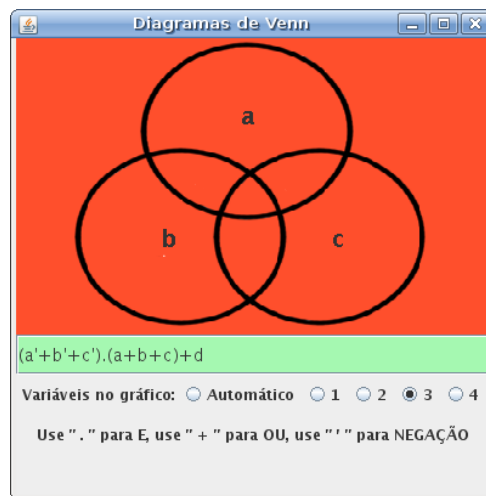 Diagramas de Venn
a
b c
(a'+b'+c').(a+b+c)+d
Variáveis no gráfico: Automático 1 2 3 4
Use " . " para E, use " + " para OU, use " ' " para NEGAÇÃO